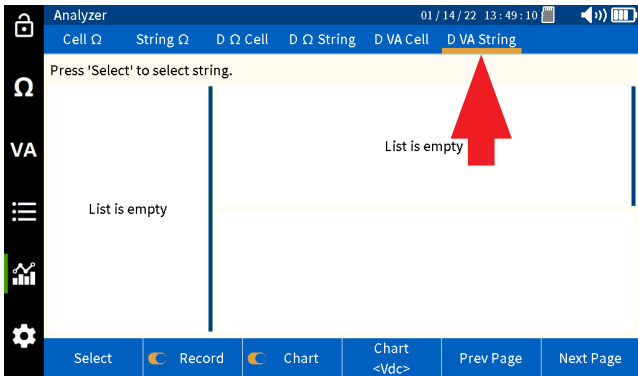 Analyzer 01/14/22 13:49:10
Cell Ω String Ω D Ω Cell D Ω String D VA Cell D VA String
Press 'Select' to select string.
Ω
VA
List is empty
List is empty
Select Record Chart Chart <Vdc> Prev Page Next Page